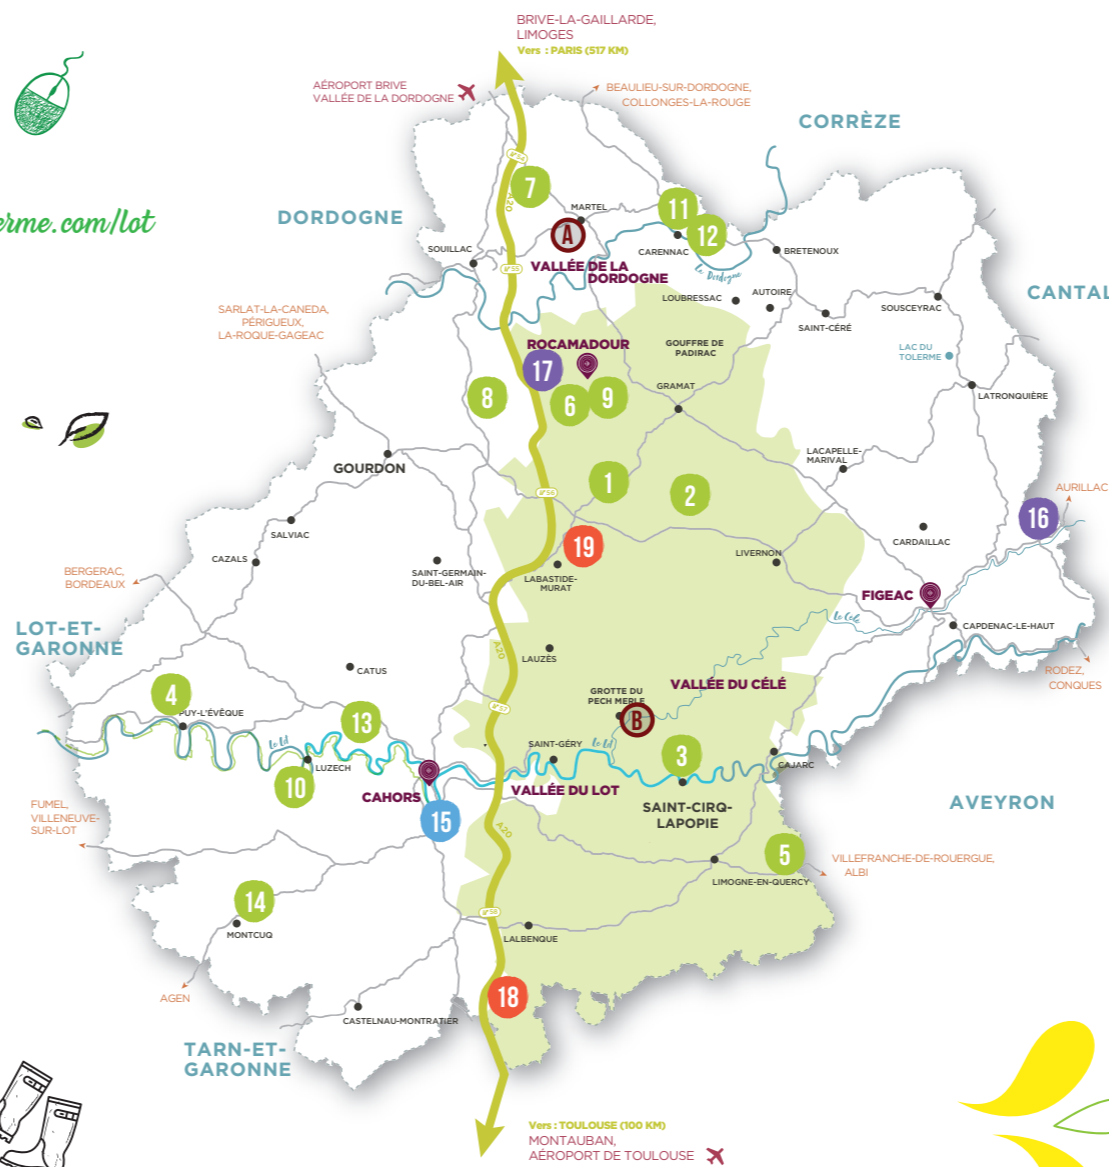 BRIVE-LA-GAILLARDE,
LIMOGES
Vers : PARIS (517 KM)
AÉROPORT BRIVE
VALLÉE DE LA DORDOGNE
BEAULIEU-SUR-DORDOGNE,
COLLONGES-LA-ROUGE
CORRÈZE
erme.com/lot
DORDOGNE
N°54
A20
7
MARTEL
11
12
A
CARENNAC
BRETENOUX
SOUILLAC
N°55
VALLÉE DE LA
DORDOGNE
la Dordogne
LOUBRESSAC
AUTOIRE
SAINT-CÉRÉ
SOUSCEYRAC
CANTAL
SARLAT-LA-CANEDA,
PÉRIGUEUX,
LA-ROQUE-GAGEAC
ROCAMADOUR
GOUFFRE DE
PADIRAC
LAC DU
TOLERME
17
8
6
9
GRAMAT
LATRONQUIÈRE
GOURDON
LACAPELLE-
MARIVAL
1
2
N°56
AURILLAC
16
SALVIAC
CARDAILLAC
CAZALS
19
LIVERNON
SAINT-GERMAIN-
DU-BEL-AIR
LABASTIDE-
MURAT
BERGERAC,
BORDEAUX
FIGEAC
le Célé
CAPDENAC-LE-HAUT
LOT-ET-
GARONNE
A20
LAUZÈS
CATUS
RODEZ,
CONQUES
VALLÉE DU CÉLÉ
4
PUY-L'ÉVÊQUE
GROTTE DU
PECH MERLE
B
N°57
13
le Lot
LUZECH
SAINT-GÉRY
le Lot
3
CAJARC
10
CAHORS
VALLÉE DU LOT
SAINT-CIRQ-
LAPOPIE
AVEYRON
15
FUMEL,
VILLENEUVE-
SUR-LOT
A20
5
VILLEFRANCHE-DE-ROUERGUE,
ALBI
LIMOGNE-EN-QUERCY
14
MONTCUQ
N°58
LALBENQUE
AGEN
18
CASTELNAU-MONTRATIER
TARN-ET-
GARONNE
Vers : TOULOUSE (100 KM)
MONTAUBAN,
AÉROPORT DE TOULOUSE